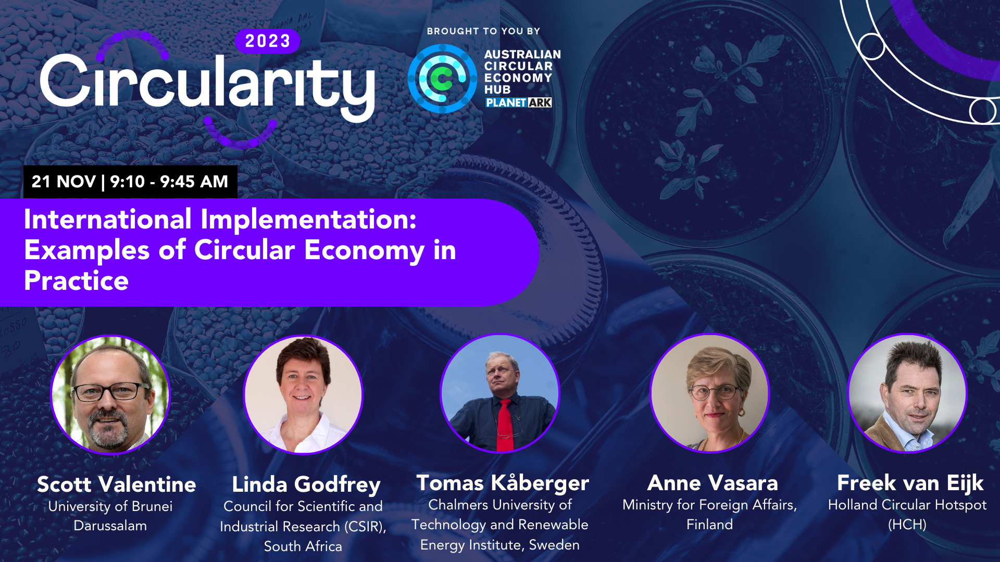 2023
Circularity
BROUGHT TO YOU BY
AUSTRALIAN
CIRCULAR
ECONOMY
HUB
PLANET ARK
21 NOV | 9:10 - 9:45 AM
International Implementation:
Examples of Circular Economy in
Practice
Scott Valentine
University of Brunei
Darussalam
Linda Godfrey
Council for Scientific and
Industrial Research (CSIR),
South Africa
Tomas Kåberger
Chalmers University of
Technology and Renewable
Energy Institute, Sweden
Anne Vasara
Ministry for Foreign Affairs,
Finland
Freek van Eijk
Holland Circular Hotspot
(HCH)